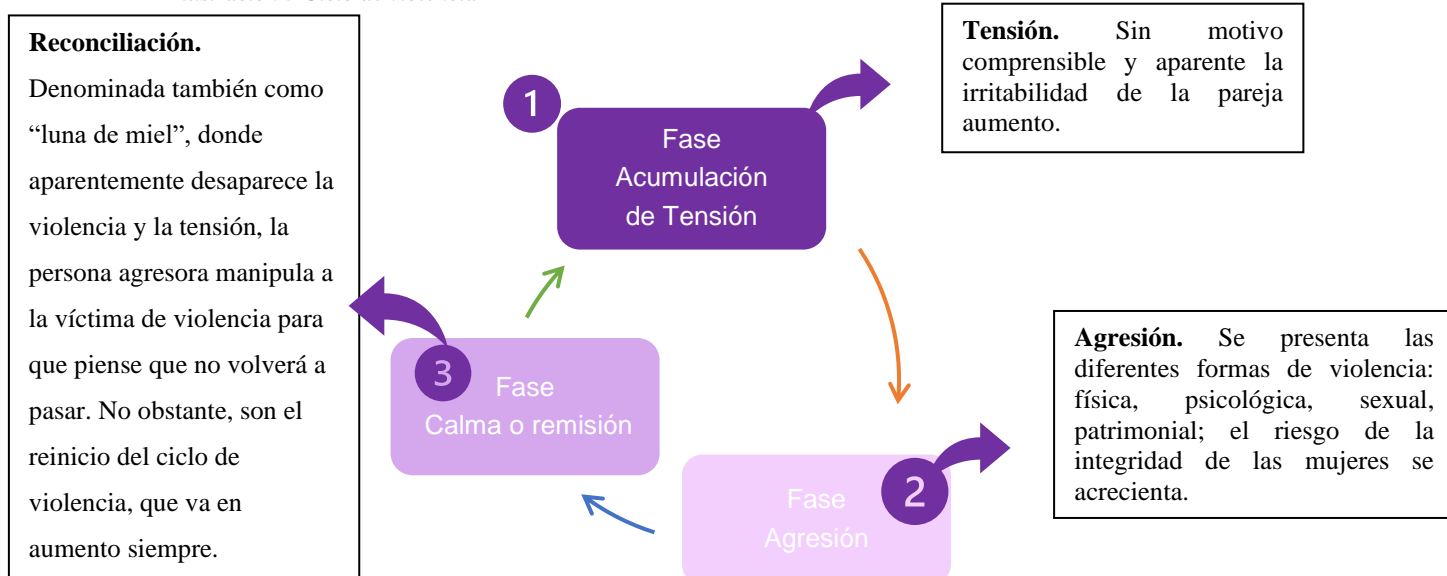 Reconciliación.
Denominada también como
“luna de miel”, donde
aparentemente desaparece la
violencia y la tensión, la
persona agresora manipula a
la víctima de violencia para
que piense que no volverá a
pasar. No obstante, son el
reinicio del ciclo de
violencia, que va en
aumento siempre.
1
Fase
Acumulación
de Tensión
Tensión. Sin motivo
comprensible y aparente la
irritabilidad de la pareja
aumento.
3
Fase
Calma o remisión
2
Fase
Agresión
Agresión. Se presenta las
diferentes formas de violencia:
física, psicológica, sexual,
patrimonial; el riesgo de la
integridad de las mujeres se
acrecienta.